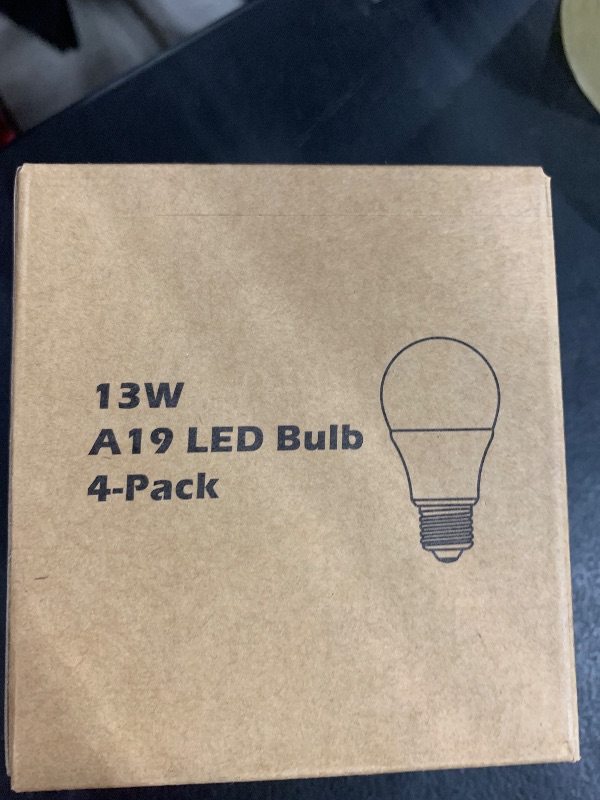 13W
A19 LED Bulb
4-Pack